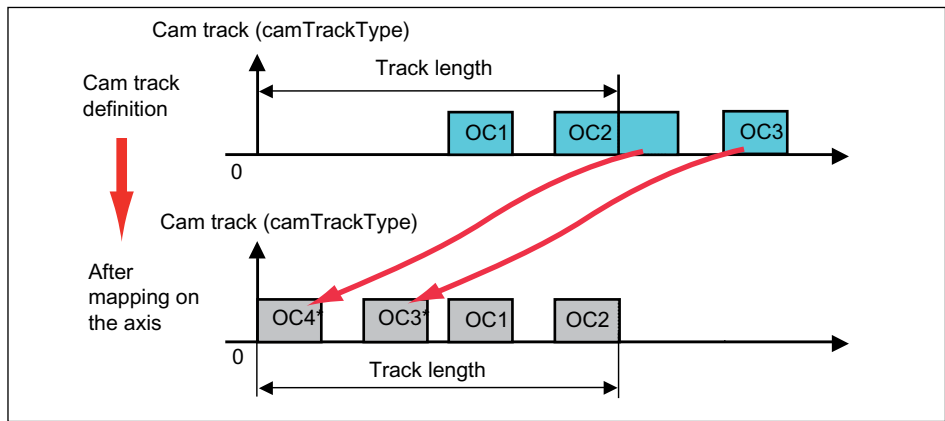 Cam track (camTrackType)
Track length
Cam track
definition
OC1
OC2
OC3
0
Cam track (camTrackType)
After
mapping on
the axis
OC4*
OC3*
OC1
OC2
0
Track length